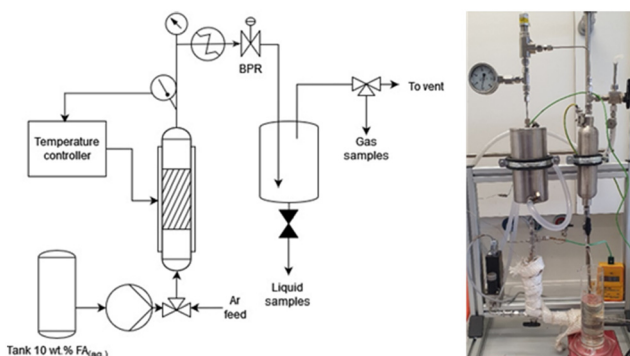 BPR
To vent
Temperature
controller
Gas
samples
Ar
feed
Liquid
samples
Tank 10 wt.% FA(aq.)